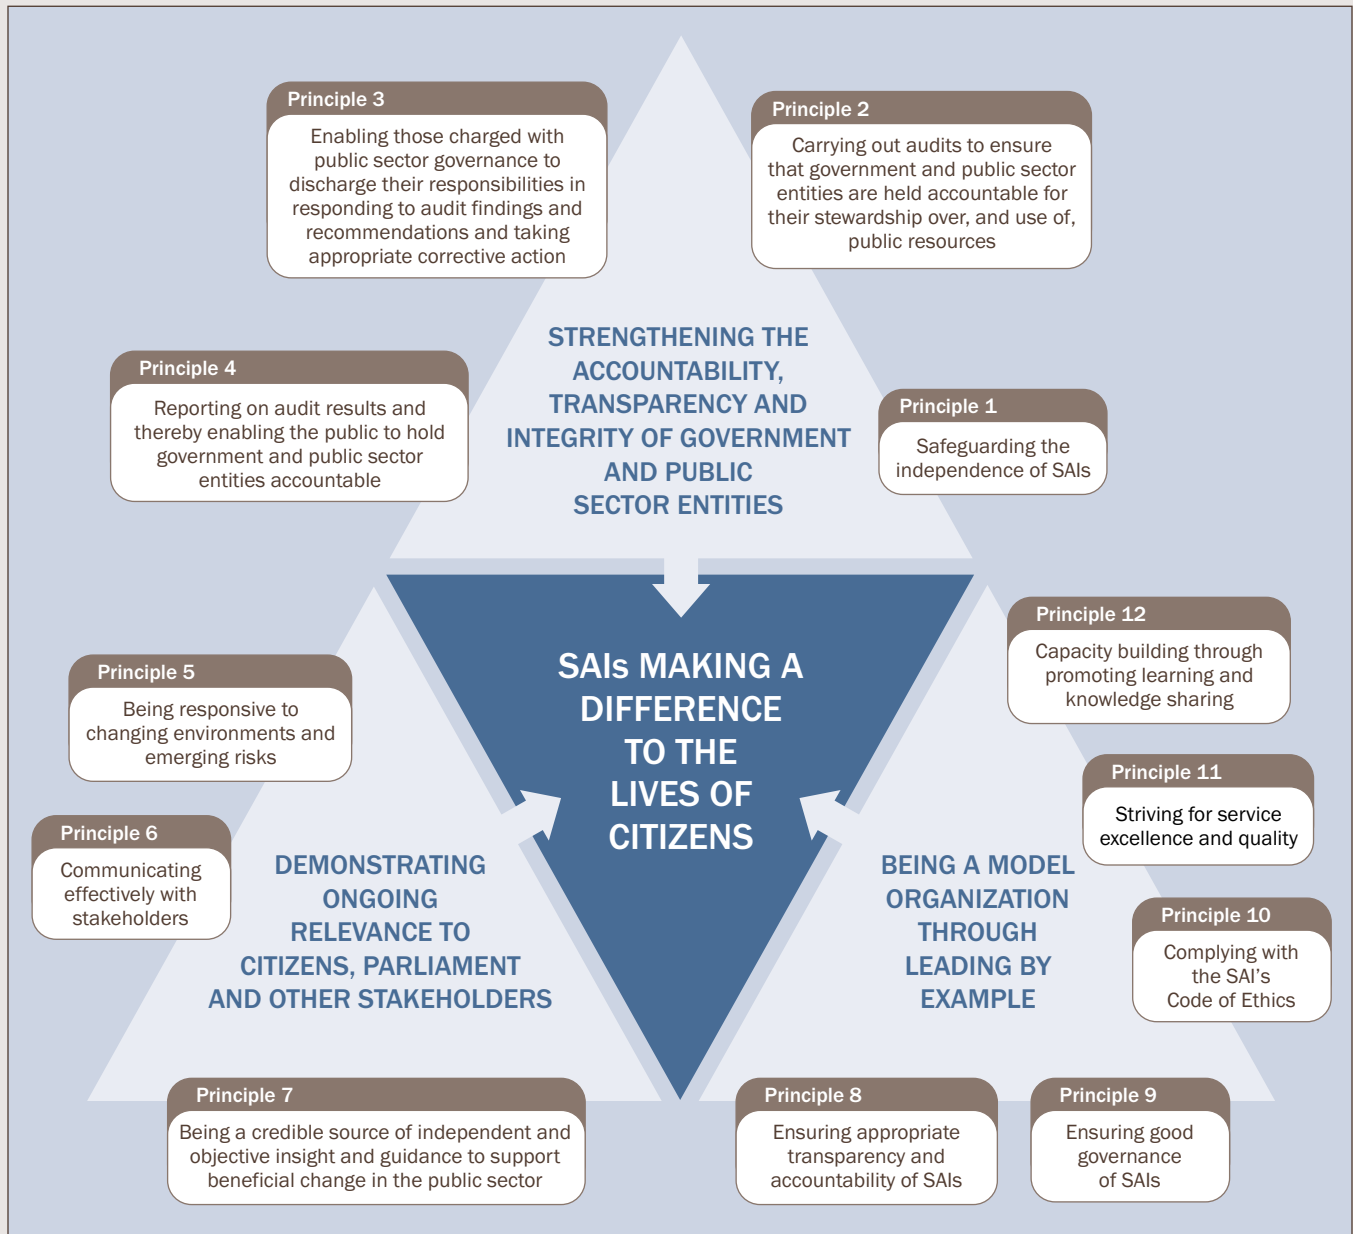 Principle 3
Enabling those charged with
public sector governance to
discharge their responsibilities in
responding to audit findings and
recommendations and taking
appropriate corrective action
Principle 2
Carrying out audits to ensure
that government and public sector
entities are held accountable for
their stewardship over, and use of,
public resources
Principle 4
Reporting on audit results and
thereby enabling the public to hold
government and public sector
entities accountable
STRENGTHENING THE
ACCOUNTABILITY,
TRANSPARENCY AND
INTEGRITY OF GOVERNMENT
AND PUBLIC
SECTOR ENTITIES
Principle 1
Safeguarding the
independence of SAIs
Principle 5
Being responsive to
changing environments and
emerging risks
SAIs MAKING A
DIFFERENCE
TO THE
LIVES OF
CITIZENS
Principle 12
Capacity building through
promoting learning and
knowledge sharing
Principle 11
Striving for service
excellence and quality
Principle 6
Communicating
effectively with
stakeholders
DEMONSTRATING
ONGOING
RELEVANCE TO
CITIZENS, PARLIAMENT
AND OTHER STAKEHOLDERS
BEING A MODEL
ORGANIZATION
THROUGH
LEADING BY
EXAMPLE
Principle 10
Complying with
the SAI’s
Code of Ethics
Principle 7
Being a credible source of independent and
objective insight and guidance to support
beneficial change in the public sector
Principle 8
Ensuring appropriate
transparency and
accountability of SAIs
Principle 9
Ensuring good
governance
of SAIs